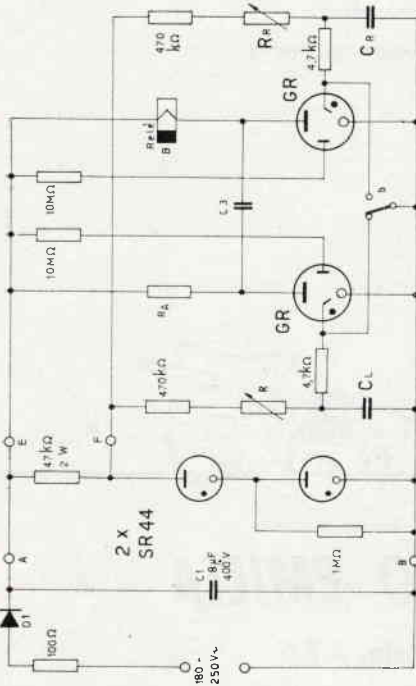 100Ω
D1
180 -
250V~
A
C1
8µF
400V
B
2 x
SR44
1MΩ
47kΩ
2 W
E
F
470kΩ
R
4,7kΩ
CL
RA
GR
10MΩ
10MΩ
C3
Relé
B
GR
b
470
kΩ
RR
4,7kΩ
CR